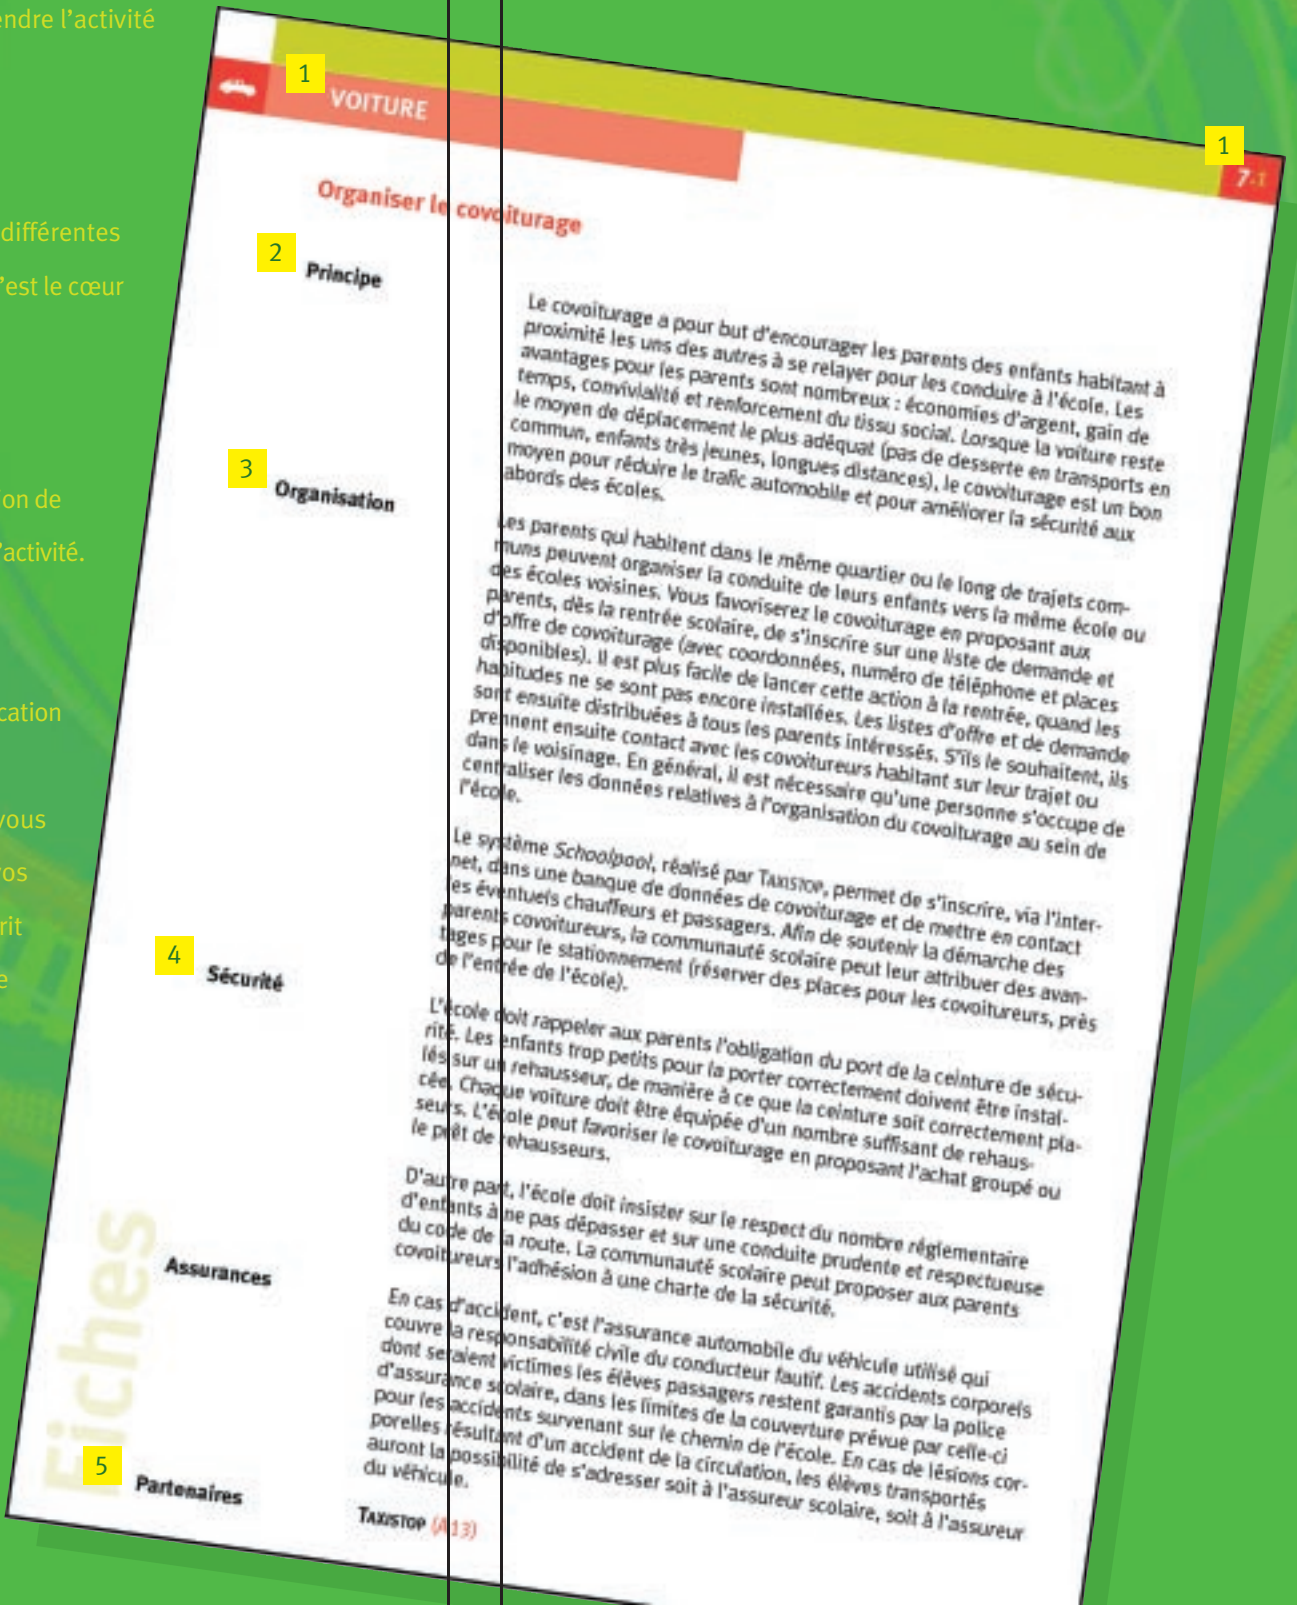 endre l'activité
différentes
'est le cœur
on de
'activité.
cation
vous
os
rit
e
1
VOITURE
1
7.1
Organiser le covoiturage
2
Principe
Le covoiturage a pour but d'encourager les parents des enfants habitant à
proximité les uns des autres à se relayer pour les conduire à l'école. Les
avantages pour les parents sont nombreux : économies d'argent, gain de
temps, convivialité et renforcement du tissu social. Lorsque la voiture reste
le moyen de déplacement le plus adéquat (pas de desserte en transports en
commun, enfants très jeunes, longues distances), le covoiturage est un bon
moyen pour réduire le trafic automobile et pour améliorer la sécurité aux
abords des écoles.
3
Organisation
Les parents qui habitent dans le même quartier ou le long de trajets com-
muns peuvent organiser la conduite de leurs enfants vers la même école ou
des écoles voisines. Vous favoriserez le covoiturage en proposant aux
parents, dès la rentrée scolaire, de s'inscrire sur une liste de demande et
d'offre de covoiturage (avec coordonnées, numéro de téléphone et places
disponibles). Il est plus facile de lancer cette action à la rentrée, quand les
habitudes ne se sont pas encore installées. Les listes d'offre et de demande
sont ensuite distribuées à tous les parents intéressés. S'ils le souhaitent, ils
prennent ensuite contact avec les covoitureurs habitant sur leur trajet ou
dans le voisinage. En général, il est nécessaire qu'une personne s'occupe de
centraliser les données relatives à l'organisation du covoiturage au sein de
l'école.
Le système Schoolpool, réalisé par TAXISTOP, permet de s'inscrire, via l'inter-
net, dans une banque de données de covoiturage et de mettre en contact
les éventuels chauffeurs et passagers. Afin de soutenir la démarche des
parents covoitureurs, la communauté scolaire peut leur attribuer des avan-
tages pour le stationnement (réserver des places pour les covoitureurs, près
de l'entrée de l'école).
4
Sécurité
L'école doit rappeler aux parents l'obligation du port de la ceinture de sécu-
rité. Les enfants trop petits pour la porter correctement doivent être instal-
lés sur un rehausseur, de manière à ce que la ceinture soit correctement pla-
cée. Chaque voiture doit être équipée d'un nombre suffisant de rehaus-
seurs. L'école peut favoriser le covoiturage en proposant l'achat groupé ou
le prêt de rehausseurs.
D'autre part, l'école doit insister sur le respect du nombre réglementaire
d'enfants à ne pas dépasser et sur une conduite prudente et respectueuse
du code de la route. La communauté scolaire peut proposer aux parents
covoitureurs l'adhésion à une charte de la sécurité.
Assurances
En cas d'accident, c'est l'assurance automobile du véhicule utilisé qui
couvre la responsabilité civile du conducteur fautif. Les accidents corporels
dont seraient victimes les élèves passagers restent garantis par la police
d'assurance scolaire, dans les limites de la couverture prévue par celle-ci
pour les accidents survenant sur le chemin de l'école. En cas de lésions cor-
porelles résultant d'un accident de la circulation, les élèves transportés
auront la possibilité de s'adresser soit à l'assureur scolaire, soit à l'assureur
du véhicule.
Fiches
5
Partenaires
TAXISTOP (A13)